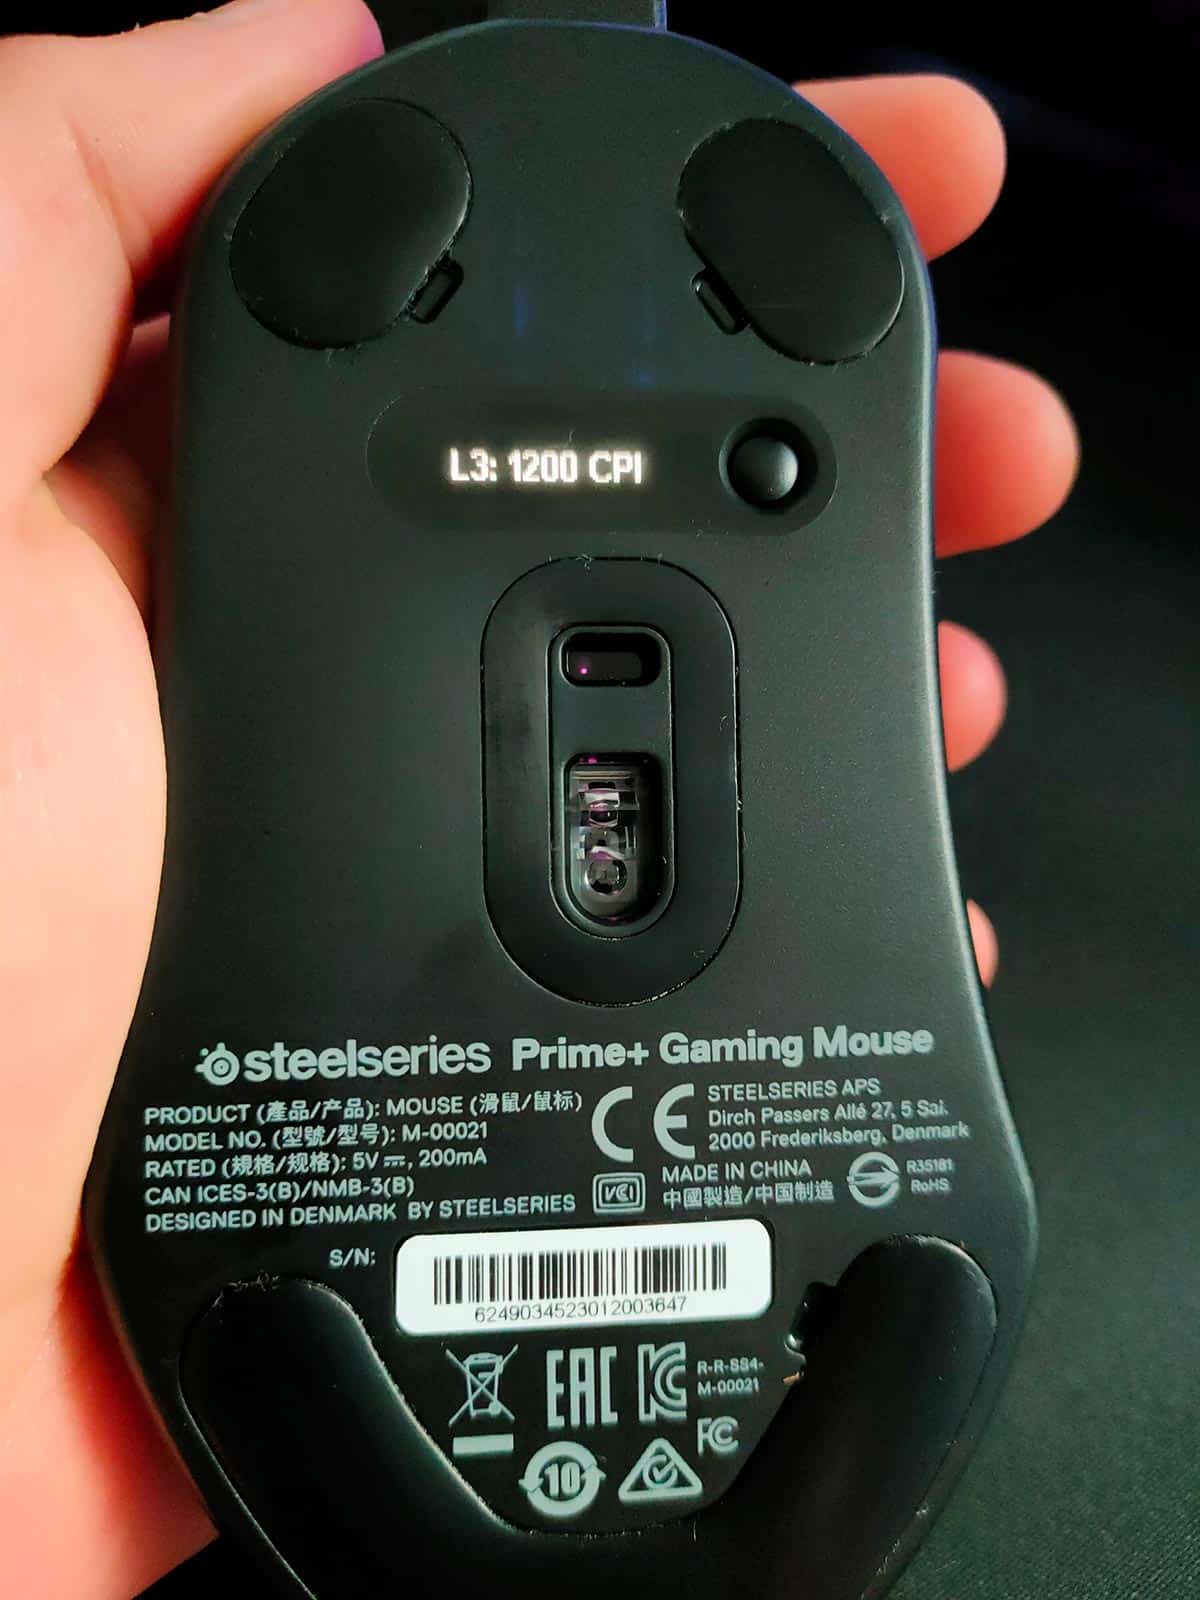 L3: 1200 CPI
steelseries Prime+ Gaming Mouse
PRODUCT (產品/产品): MOUSE (滑鼠/鼠标)
MODEL NO. (型號/型号): M-00021
RATED (規格/规格): 5V ⎓, 200mA
CAN ICES-3(B)/NMB-3(B)
DESIGNED IN DENMARK BY STEELSERIES
CE
STEELSERIES APS
Dirch Passers Allé 27, 5 Sal.
2000 Frederiksberg, Denmark
VCI
MADE IN CHINA
中國製造/中国制造
R35181
RoHS
S/N:
6249034523012003647
EAC
KC
R-R-SS4-
M-00021
FC
10